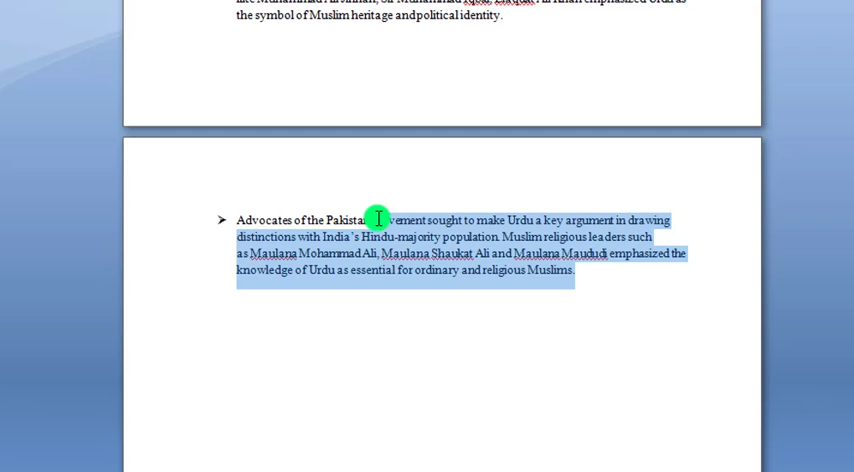 the symbol of Muslim heritage and political identity.
➢ Advocates of the Pakistan vement sought to make Urdu a key argument in drawing
distinctions with India’s Hindu-majority population. Muslim religious leaders such
as Maulana Mohammad Ali, Maulana Shaukat Ali and Maulana Maududi emphasized the
knowledge of Urdu as essential for ordinary and religious Muslims.